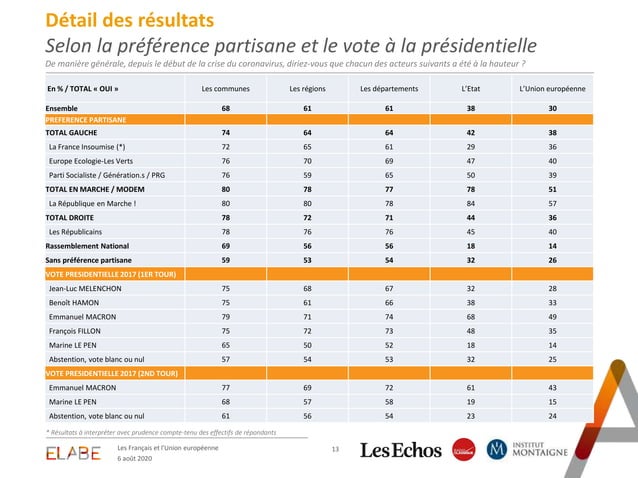 Détail des résultats
Selon la préférence partisane et le vote à la présidentielle
De manière générale, depuis le début de la crise du coronavirus, diriez-vous que chacun des acteurs suivants a été à la hauteur ?
En % / TOTAL « OUI » Les communes Les régions Les départements L'Etat L'Union européenne
Ensemble 68 61 61 38 30
PREFERENCE PARTISANE
TOTAL GAUCHE 74 64 64 42 38
La France Insoumise (*) 72 65 61 29 36
Europe Ecologie-Les Verts 76 70 69 47 40
Parti Socialiste / Génération.s / PRG 76 59 65 50 39
TOTAL EN MARCHE / MODEM 80 78 77 78 51
La République en Marche ! 80 80 78 84 57
TOTAL DROITE 78 72 71 44 36
Les Républicains 78 76 76 45 40
Rassemblement National 69 56 56 18 14
Sans préférence partisane 59 53 54 32 26
VOTE PRESIDENTIELLE 2017 (1ER TOUR)
Jean-Luc MELENCHON 75 68 67 32 28
Benoît HAMON 75 61 66 38 33
Emmanuel MACRON 79 71 74 68 49
François FILLON 75 72 73 48 35
Marine LE PEN 65 50 52 18 14
Abstention, vote blanc ou nul 57 54 53 32 25
VOTE PRESIDENTIELLE 2017 (2ND TOUR)
Emmanuel MACRON 77 69 72 61 43
Marine LE PEN 68 57 58 19 15
Abstention, vote blanc ou nul 61 56 54 23 24
* Résultats à interpréter avec prudence compte-tenu des effectifs de répondants
ELABE
Les Français et l'Union européenne
6 août 2020
13
Les Echos
M
INSTITUT
MONTAIGNE